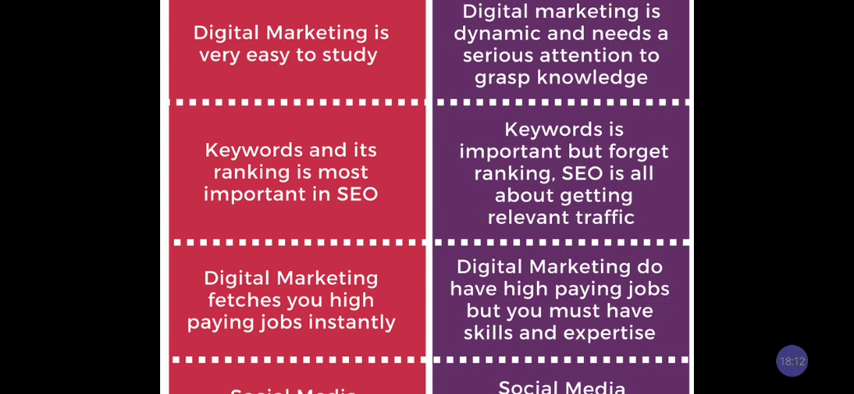 Digital Marketing is
very easy to study
Digital marketing is
dynamic and needs a
serious attention to
grasp knowledge
Keywords and its
ranking is most
important in SEO
Keywords is
important but forget
ranking, SEO is all
about getting
relevant traffic
Digital Marketing
fetches you high
paying jobs instantly
Digital Marketing do
have high paying jobs
but you must have
skills and expertise
Social Media
Social Media
18:12